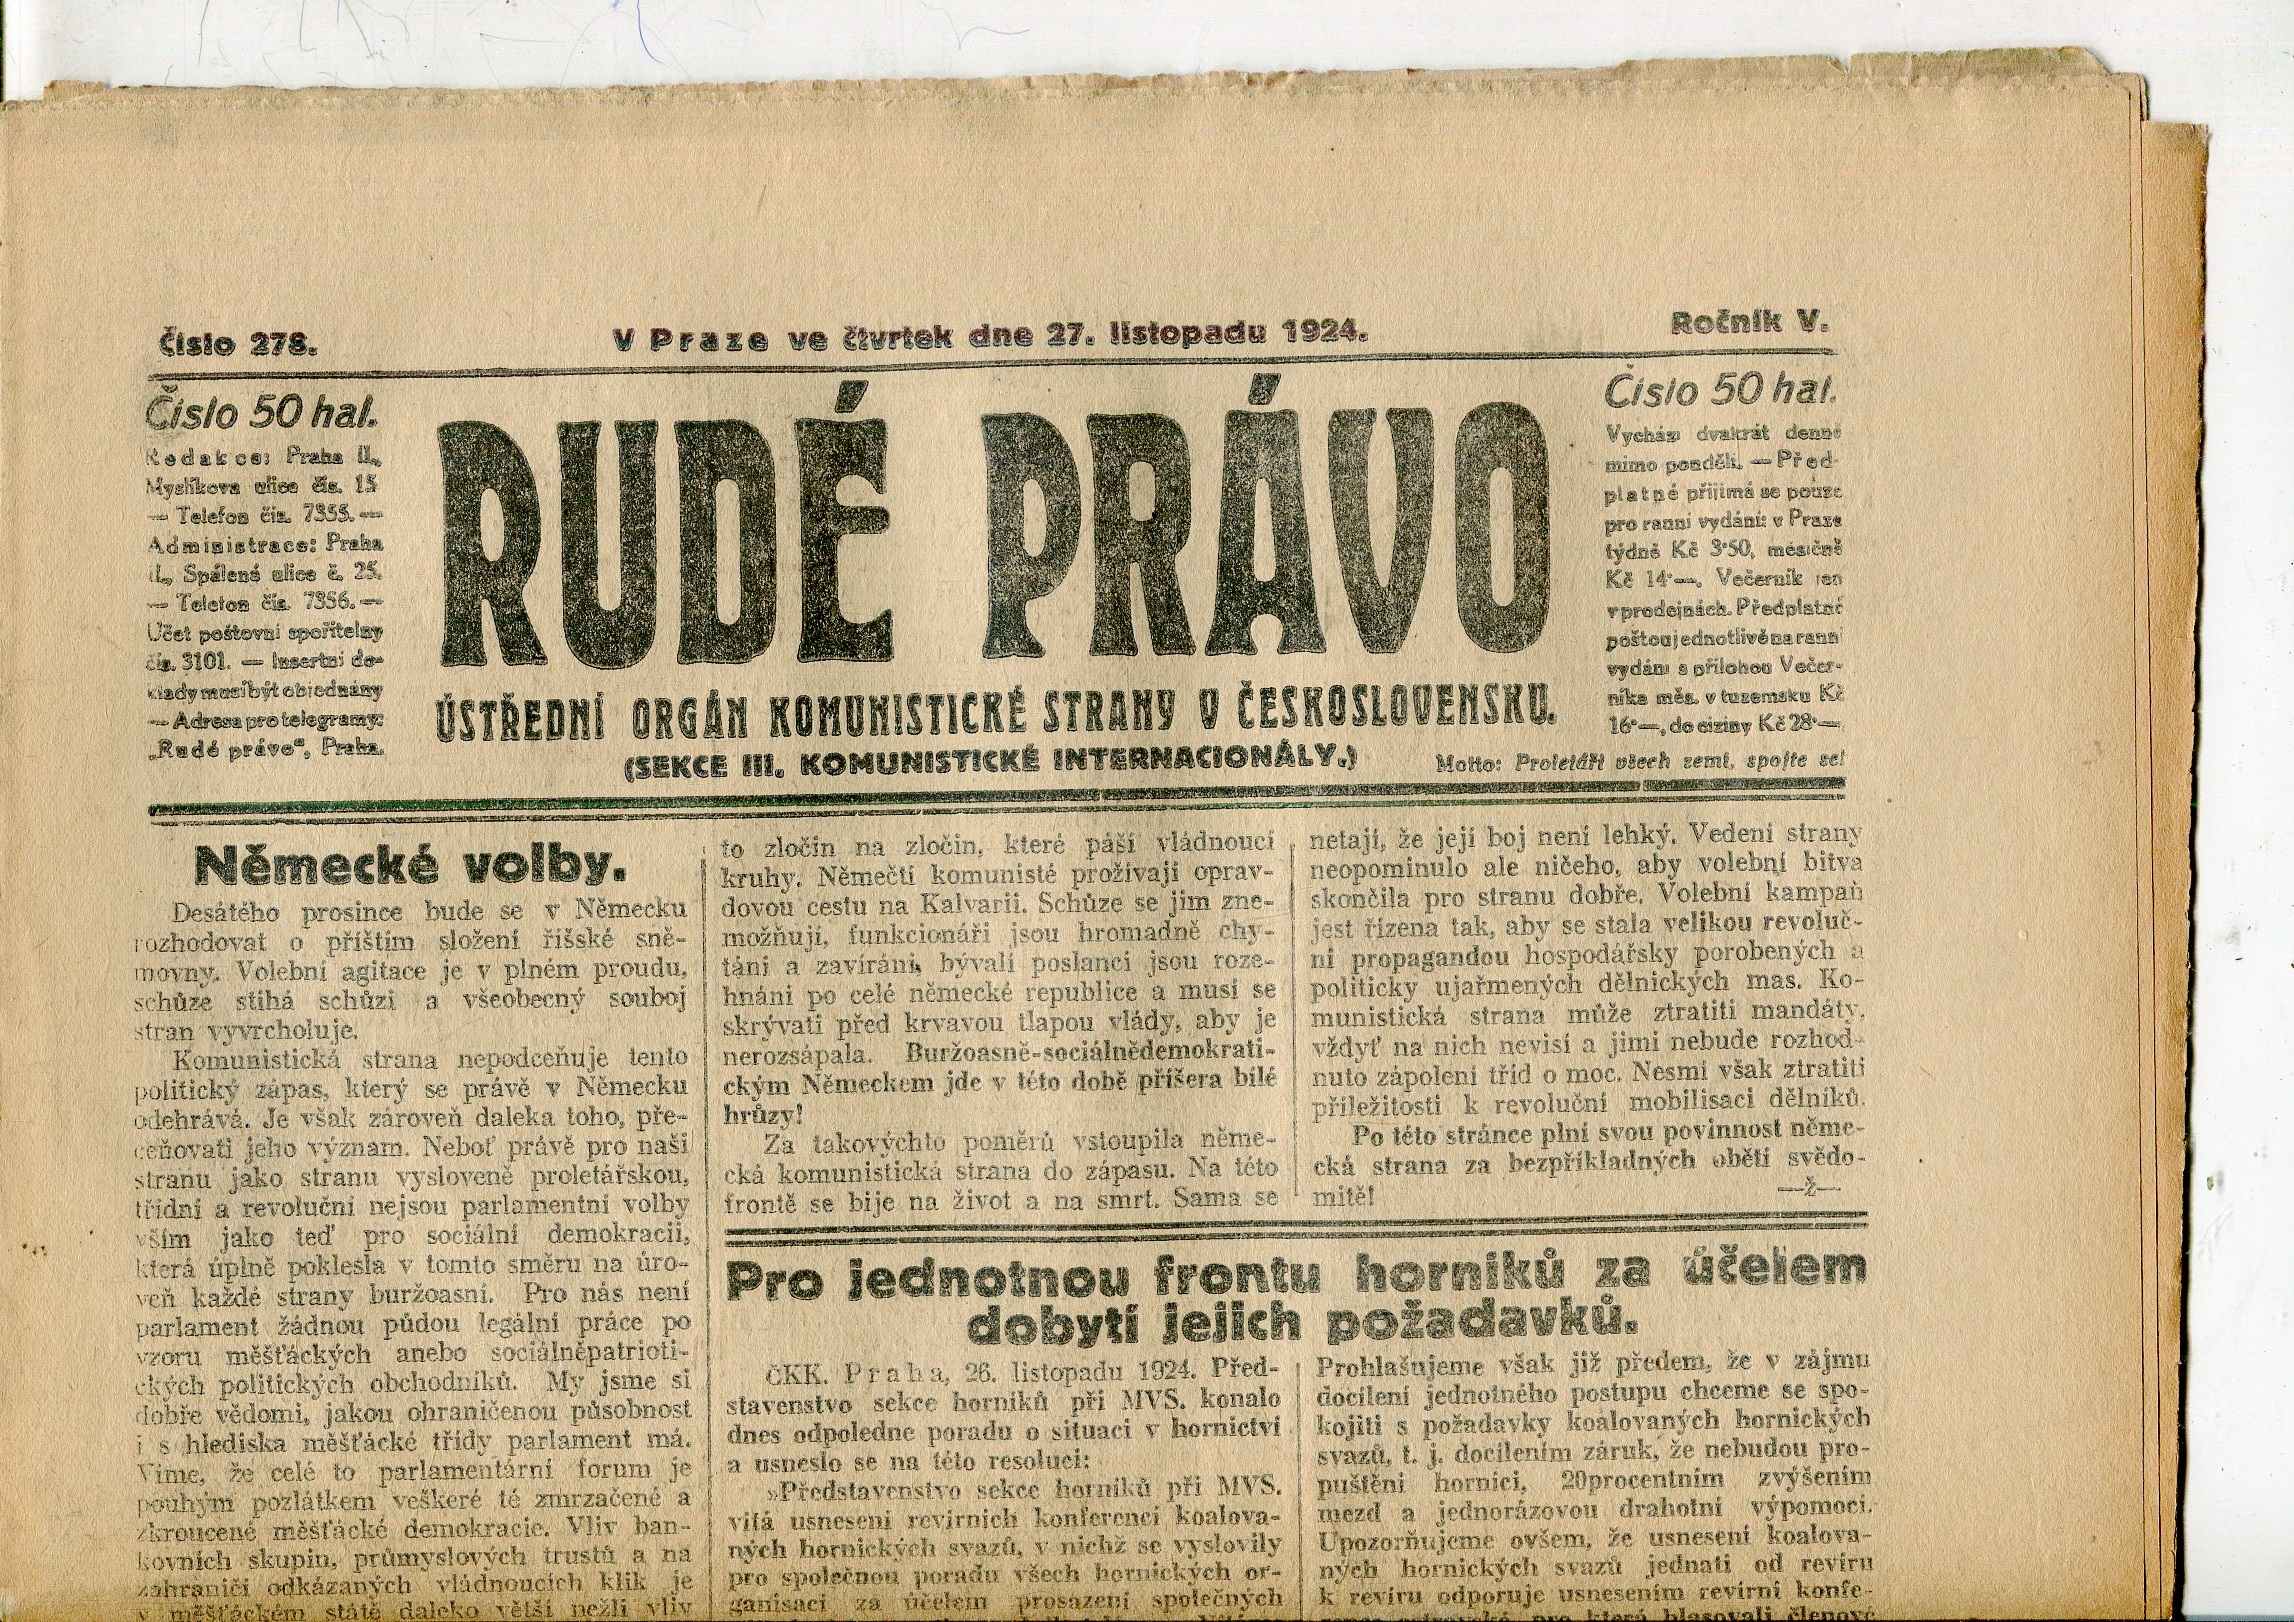 Číslo 278.
V Praze ve čtvrtek dne 27. listopadu 1924.
Ročník V.
Číslo 50 hal.
Redakce: Praha II.,
Myslíkova ulice čís. 15
— Telefon čís. 7355. —
Administrace: Praha
II., Spálená ulice č. 25.
— Telefon čís. 7356. —
Účet poštovní spořitelny
čís. 3101. — Insertní do-
klady musí být objednány
— Adresa pro telegramy:
„Rudé právo“, Praha.
RUDÉ PRÁVO
ÚSTŘEDNÍ ORGÁN KOMUNISTICKÉ STRANY V ČESKOSLOVENSKU.
(SEKCE III. KOMUNISTICKÉ INTERNACIONÁLY.)
Motto: Proletáři všech zemí, spojte se!
Číslo 50 hal.
Vychází dvakrát denně
mimo pondělí. — Před-
platné přijímá se pouze
pro ranní vydání: v Praze
týdně Kč 3·50, měsíčně
Kč 14·—. Večerník jen
v prodejnách. Předplatné
poštou jednotlivě na ranní
vydání s přílohou Večer-
níka měs. v tuzemsku Kč
16·—, do ciziny Kč 28·—.
Německé volby.
Desátého prosince bude se v Německu
rozhodovat o příštím složení říšské sně-
movny. Volební agitace je v plném proudu,
schůze stíhá schůzi a všeobecný souboj
stran vyvrcholuje.
Komunistická strana nepodceňuje tento
politický zápas, který se právě v Německu
odehrává. Je však zároveň daleka toho, pře-
ceňovati jeho význam. Neboť právě pro naši
stranu jako stranu vysloveně proletářskou,
třídní a revoluční nejsou parlamentní volby
vším jako teď pro sociální demokracii,
která úplně poklesla v tomto směru na úro-
veň každé strany buržoasní. Pro nás není
parlament žádnou půdou legální práce po
vzoru měšťáckých anebo sociálněpatrioti-
ckých politických obchodníků. My jsme si
dobře vědomi, jakou ohraničenou působnost
i s hlediska měšťácké třídy parlament má.
Víme, že celé to parlamentární forum je
pouhým pozlátkem veškeré té zmrzačené a
zkroucené měšťácké demokracie. Vliv ban-
kovních skupin, průmyslových trustů a na
zahraničí odkázaných vládnoucích klik je
v měšťáckém státě daleko větší nežli vliv
to zločin na zločin, které páší vládnoucí
kruhy. Němečtí komunisté prožívají oprav-
dovou cestu na Kalvarii. Schůze se jim zne-
možňují, funkcionáři jsou hromadně chy-
táni a zavíráni, bývalí poslanci jsou roze-
hnáni po celé německé republice a musí se
skrývati před krvavou tlapou vlády, aby je
nerozsápala. Buržoasně-sociálnědemokrati-
ckým Německem jde v této době příšera bílé
hrůzy!
Za takovýchto poměrů vstoupila něme-
cká komunistická strana do zápasu. Na této
frontě se bije na život a na smrt. Sama se
netají, že její boj není lehký. Vedení strany
neopominulo ale ničeho, aby volební bitva
skončila pro stranu dobře. Volební kampaň
jest řízena tak, aby se stala velikou revoluč-
ní propagandou hospodářsky porobených a
politicky ujařmených dělnických mas. Ko-
munistická strana může ztratiti mandáty,
vždyť na nich nevisí a jimi nebude rozhod-
nuto zápolení tříd o moc. Nesmí však ztratiti
příležitosti k revoluční mobilisaci dělníků.
Po této stránce plní svou povinnost něme-
cká strana za bezpříkladných obětí svědo-
mitě!
—ž—
Pro jednotnou frontu horníků za účelem
dobytí jejich požadavků.
ČKK. Praha, 26. listopadu 1924. Před-
stavenstvo sekce horníků při MVS. konalo
dnes odpoledne poradu o situaci v hornictví
a usneslo se na této resoluci:
»Představenstvo sekce horníků při MVS.
vítá usnesení revírních konferencí koalova-
ných hornických svazů, v nichž se vyslovily
pro společnou poradu všech hornických or-
ganisací za účelem prosazení společných
Prohlašujeme však již předem, že v zájmu
docílení jednotného postupu chceme se spo-
kojiti s požadavky koalovaných hornických
svazů, t. j. docílením záruk, že nebudou pro-
puštěni horníci, 20procentním zvýšením
mezd a jednorázovou drahotní výpomocí.
Upozorňujeme ovšem, že usnesení koalova-
ných hornických svazů jednati od revíru
k revíru odporuje usnesením revírní konfe-
pro která hlasovali členové